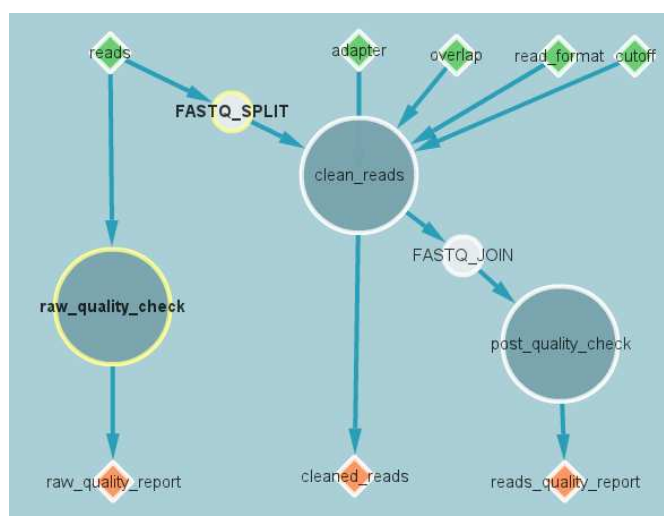 reads
adapter
overlap
read_format
cutoff
FASTQ_SPLIT
clean_reads
FASTQ_JOIN
raw_quality_check
post_quality_check
raw_quality_report
cleaned_reads
reads_quality_report